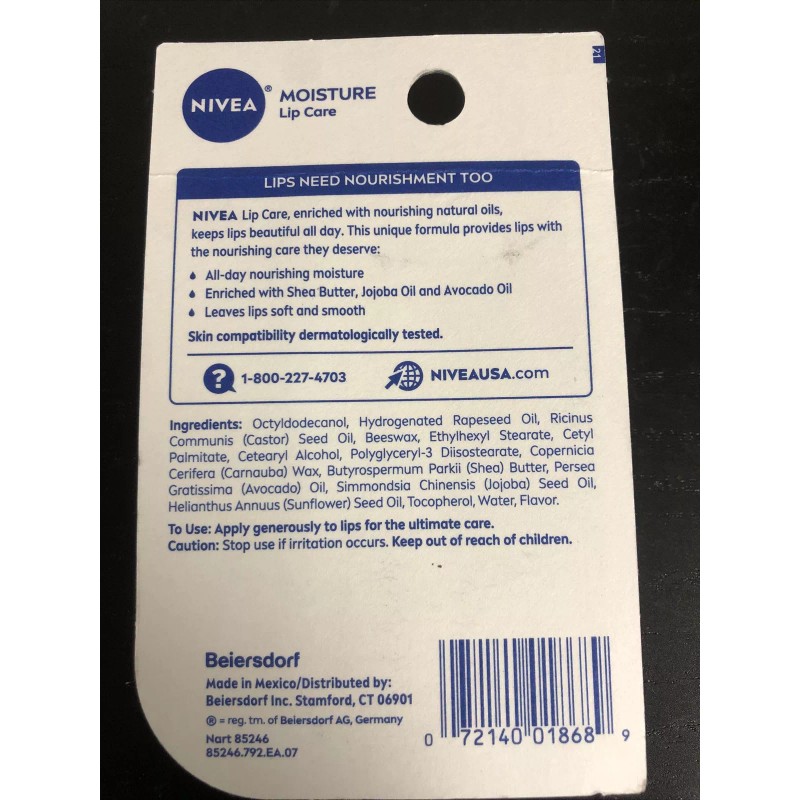 21
NIVEA®
MOISTURE
Lip Care
LIPS NEED NOURISHMENT TOO
NIVEA Lip Care, enriched with nourishing natural oils,
keeps lips beautiful all day. This unique formula provides lips with
the nourishing care they deserve:
All-day nourishing moisture
Enriched with Shea Butter, Jojoba Oil and Avocado Oil
Leaves lips soft and smooth
Skin compatibility dermatologically tested.
? 1-800-227-4703 NIVEAUSA.com
Ingredients: Octyldodecanol, Hydrogenated Rapeseed Oil, Ricinus
Communis (Castor) Seed Oil, Beeswax, Ethylhexyl Stearate, Cetyl
Palmitate, Cetearyl Alcohol, Polyglyceryl-3 Diisostearate, Copernicia
Cerifera (Carnauba) Wax, Butyrospermum Parkii (Shea) Butter, Persea
Gratissima (Avocado) Oil, Simmondsia Chinensis (Jojoba) Seed Oil,
Helianthus Annuus (Sunflower) Seed Oil, Tocopherol, Water, Flavor.
To Use: Apply generously to lips for the ultimate care.
Caution: Stop use if irritation occurs. Keep out of reach of children.
Beiersdorf
Made in Mexico/Distributed by:
Beiersdorf Inc. Stamford, CT 06901
® = reg. tm. of Beiersdorf AG, Germany
Nart 85246
85246.792.EA.07
0 72140 01868 9